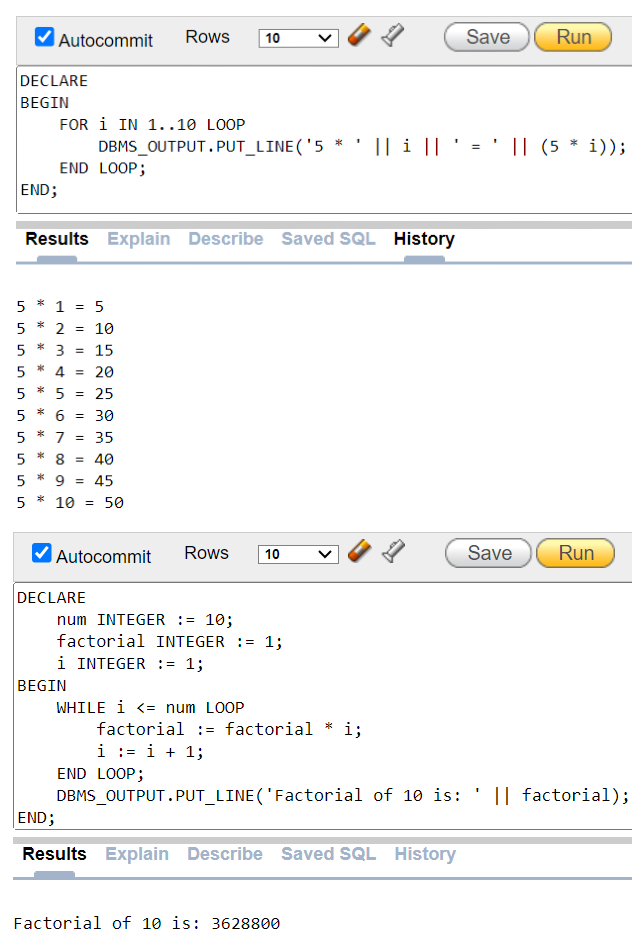 Autocommit Rows 10 Save Run
DECLARE
BEGIN
    FOR i IN 1..10 LOOP
        DBMS_OUTPUT.PUT_LINE('5 * ' || i || ' = ' || (5 * i));
    END LOOP;
END;
Results Explain Describe Saved SQL History
5 * 1 = 5
5 * 2 = 10
5 * 3 = 15
5 * 4 = 20
5 * 5 = 25
5 * 6 = 30
5 * 7 = 35
5 * 8 = 40
5 * 9 = 45
5 * 10 = 50
Autocommit Rows 10 Save Run
DECLARE
    num INTEGER := 10;
    factorial INTEGER := 1;
    i INTEGER := 1;
BEGIN
    WHILE i <= num LOOP
        factorial := factorial * i;
        i := i + 1;
    END LOOP;
    DBMS_OUTPUT.PUT_LINE('Factorial of 10 is: ' || factorial);
END;
Results Explain Describe Saved SQL History
Factorial of 10 is: 3628800